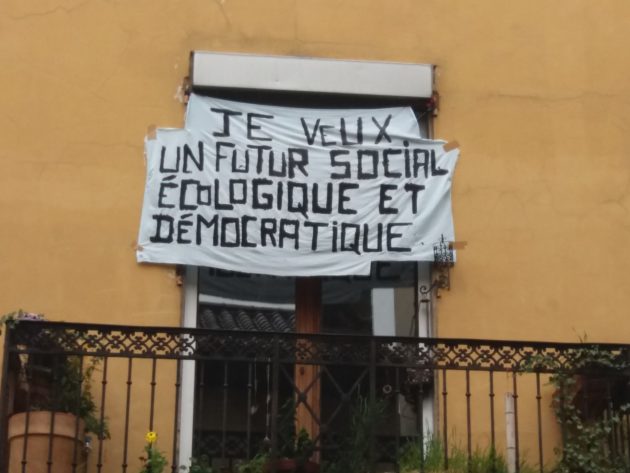 JE VEUX
UN FUTUR SOCIAL
ÉCOLOGIQUE ET
DÉMOCRATIQUE